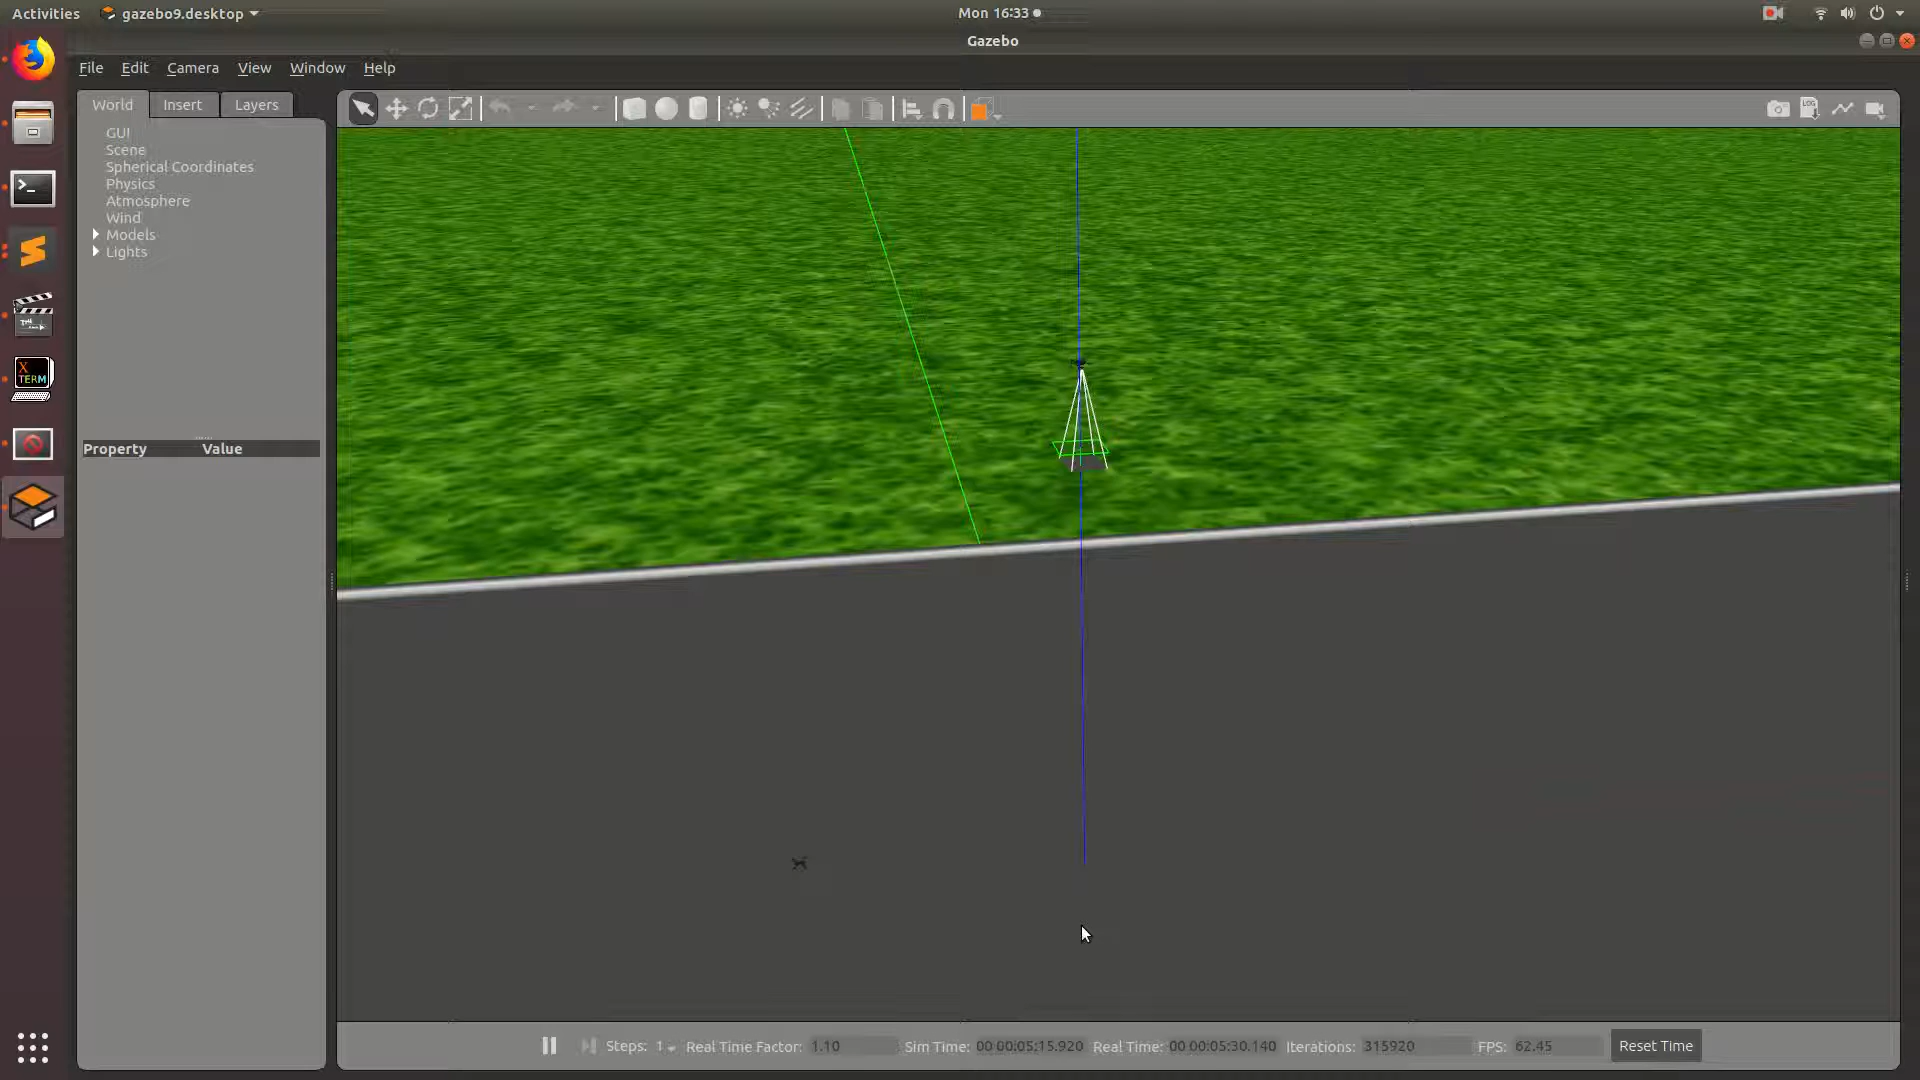 Activities gazebo9.desktop Mon 16:33
Gazebo
File Edit Camera View Window Help
World Insert Layers
GUI
Scene
Spherical Coordinates
Physics
Atmosphere
Wind
Models
Lights
Property Value
X
TERM
LOG
Steps: 1 Real Time Factor: 1.10 Sim Time: 00 00:05:15.920 Real Time: 00 00:05:30.140 Iterations: 315920 FPS: 62.45 Reset Time